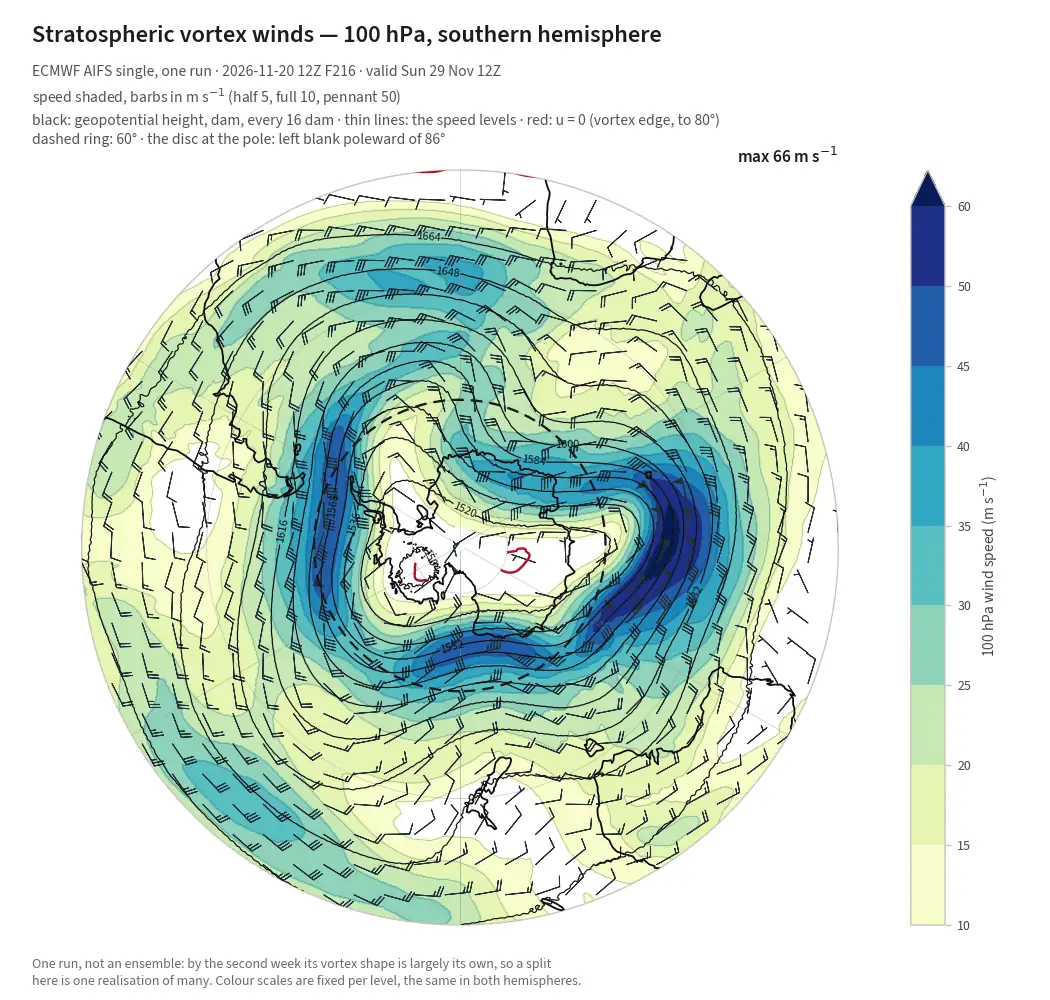 Stratospheric vortex winds — 100 hPa, southern hemisphere
ECMWF AIFS single, one run · 2026-11-20 12Z F216 · valid Sun 29 Nov 12Z
speed shaded, barbs in m s⁻¹ (half 5, full 10, pennant 50)
black: geopotential height, dam, every 16 dam · thin lines: the speed levels · red: u = 0 (vortex edge, to 80°)
dashed ring: 60° · the disc at the pole: left blank poleward of 86°
max 66 m s⁻¹
1664
1648
1600
1584
1520
1616
1552
60
50
45
40
35
30
25
20
15
10
100 hPa wind speed (m s⁻¹)
One run, not an ensemble: by the second week its vortex shape is largely its own, so a split
here is one realisation of many. Colour scales are fixed per level, the same in both hemispheres.